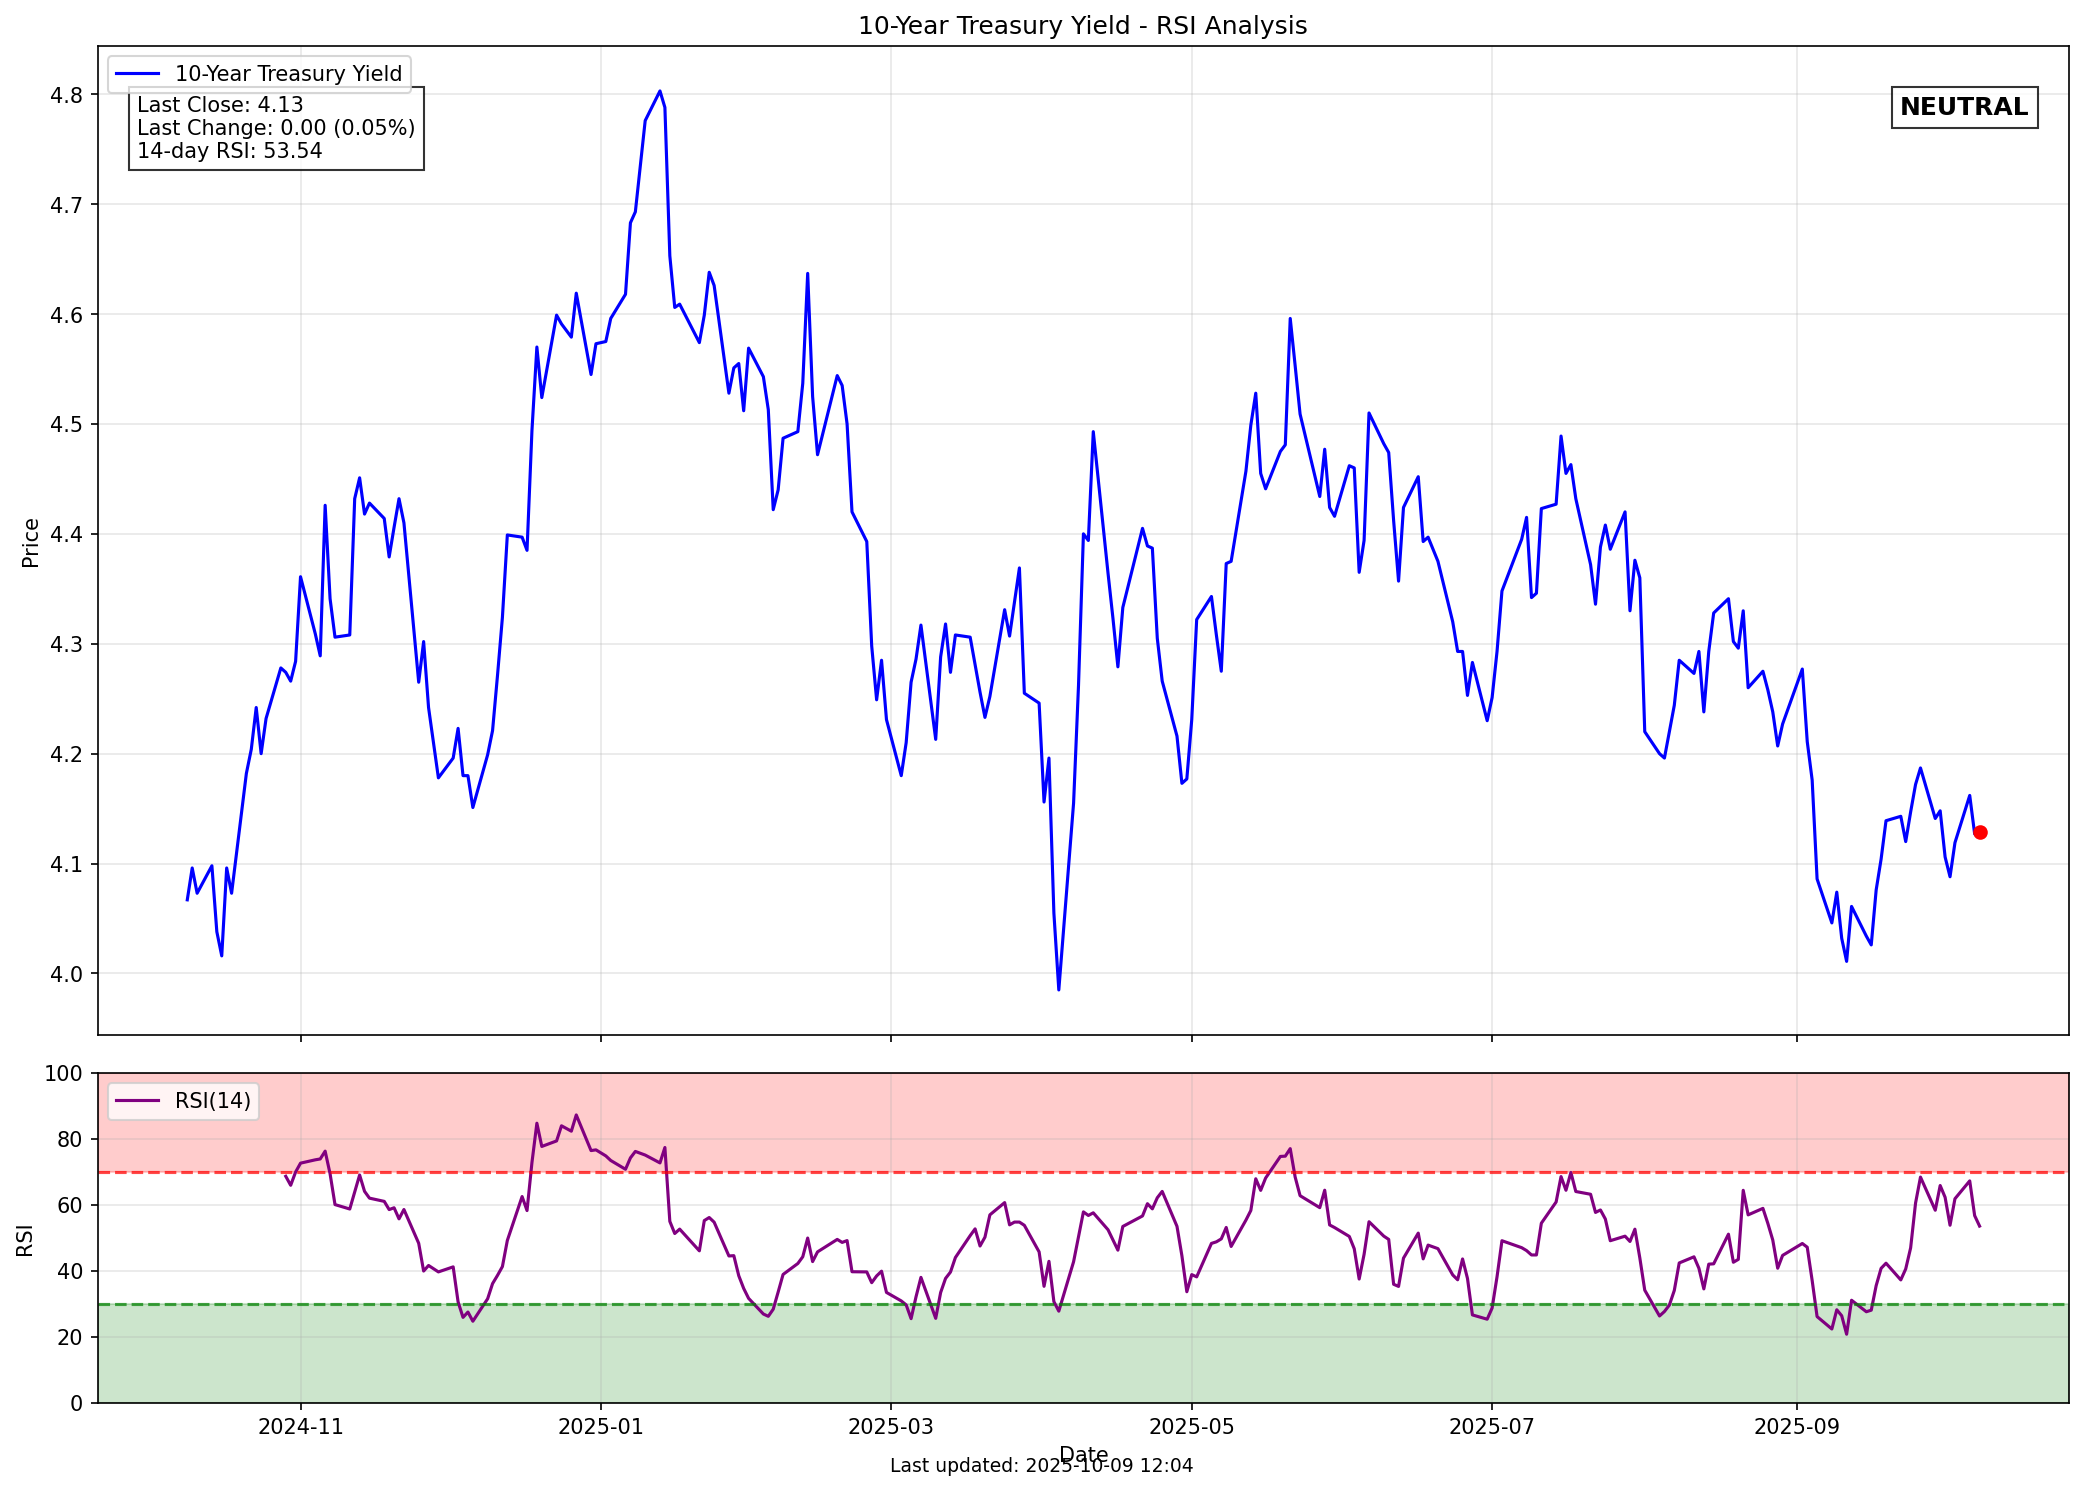 10-Year Treasury Yield - RSI Analysis
10-Year Treasury Yield
Last Close: 4.13
Last Change: 0.00 (0.05%)
14-day RSI: 53.54
NEUTRAL
4.8
4.7
4.6
4.5
4.4
4.3
4.2
4.1
4.0
Price
RSI(14)
100
80
60
40
20
0
RSI
2024-11
2025-01
2025-03
2025-05
2025-07
2025-09
Date
Last updated: 2025-10-09 12:04